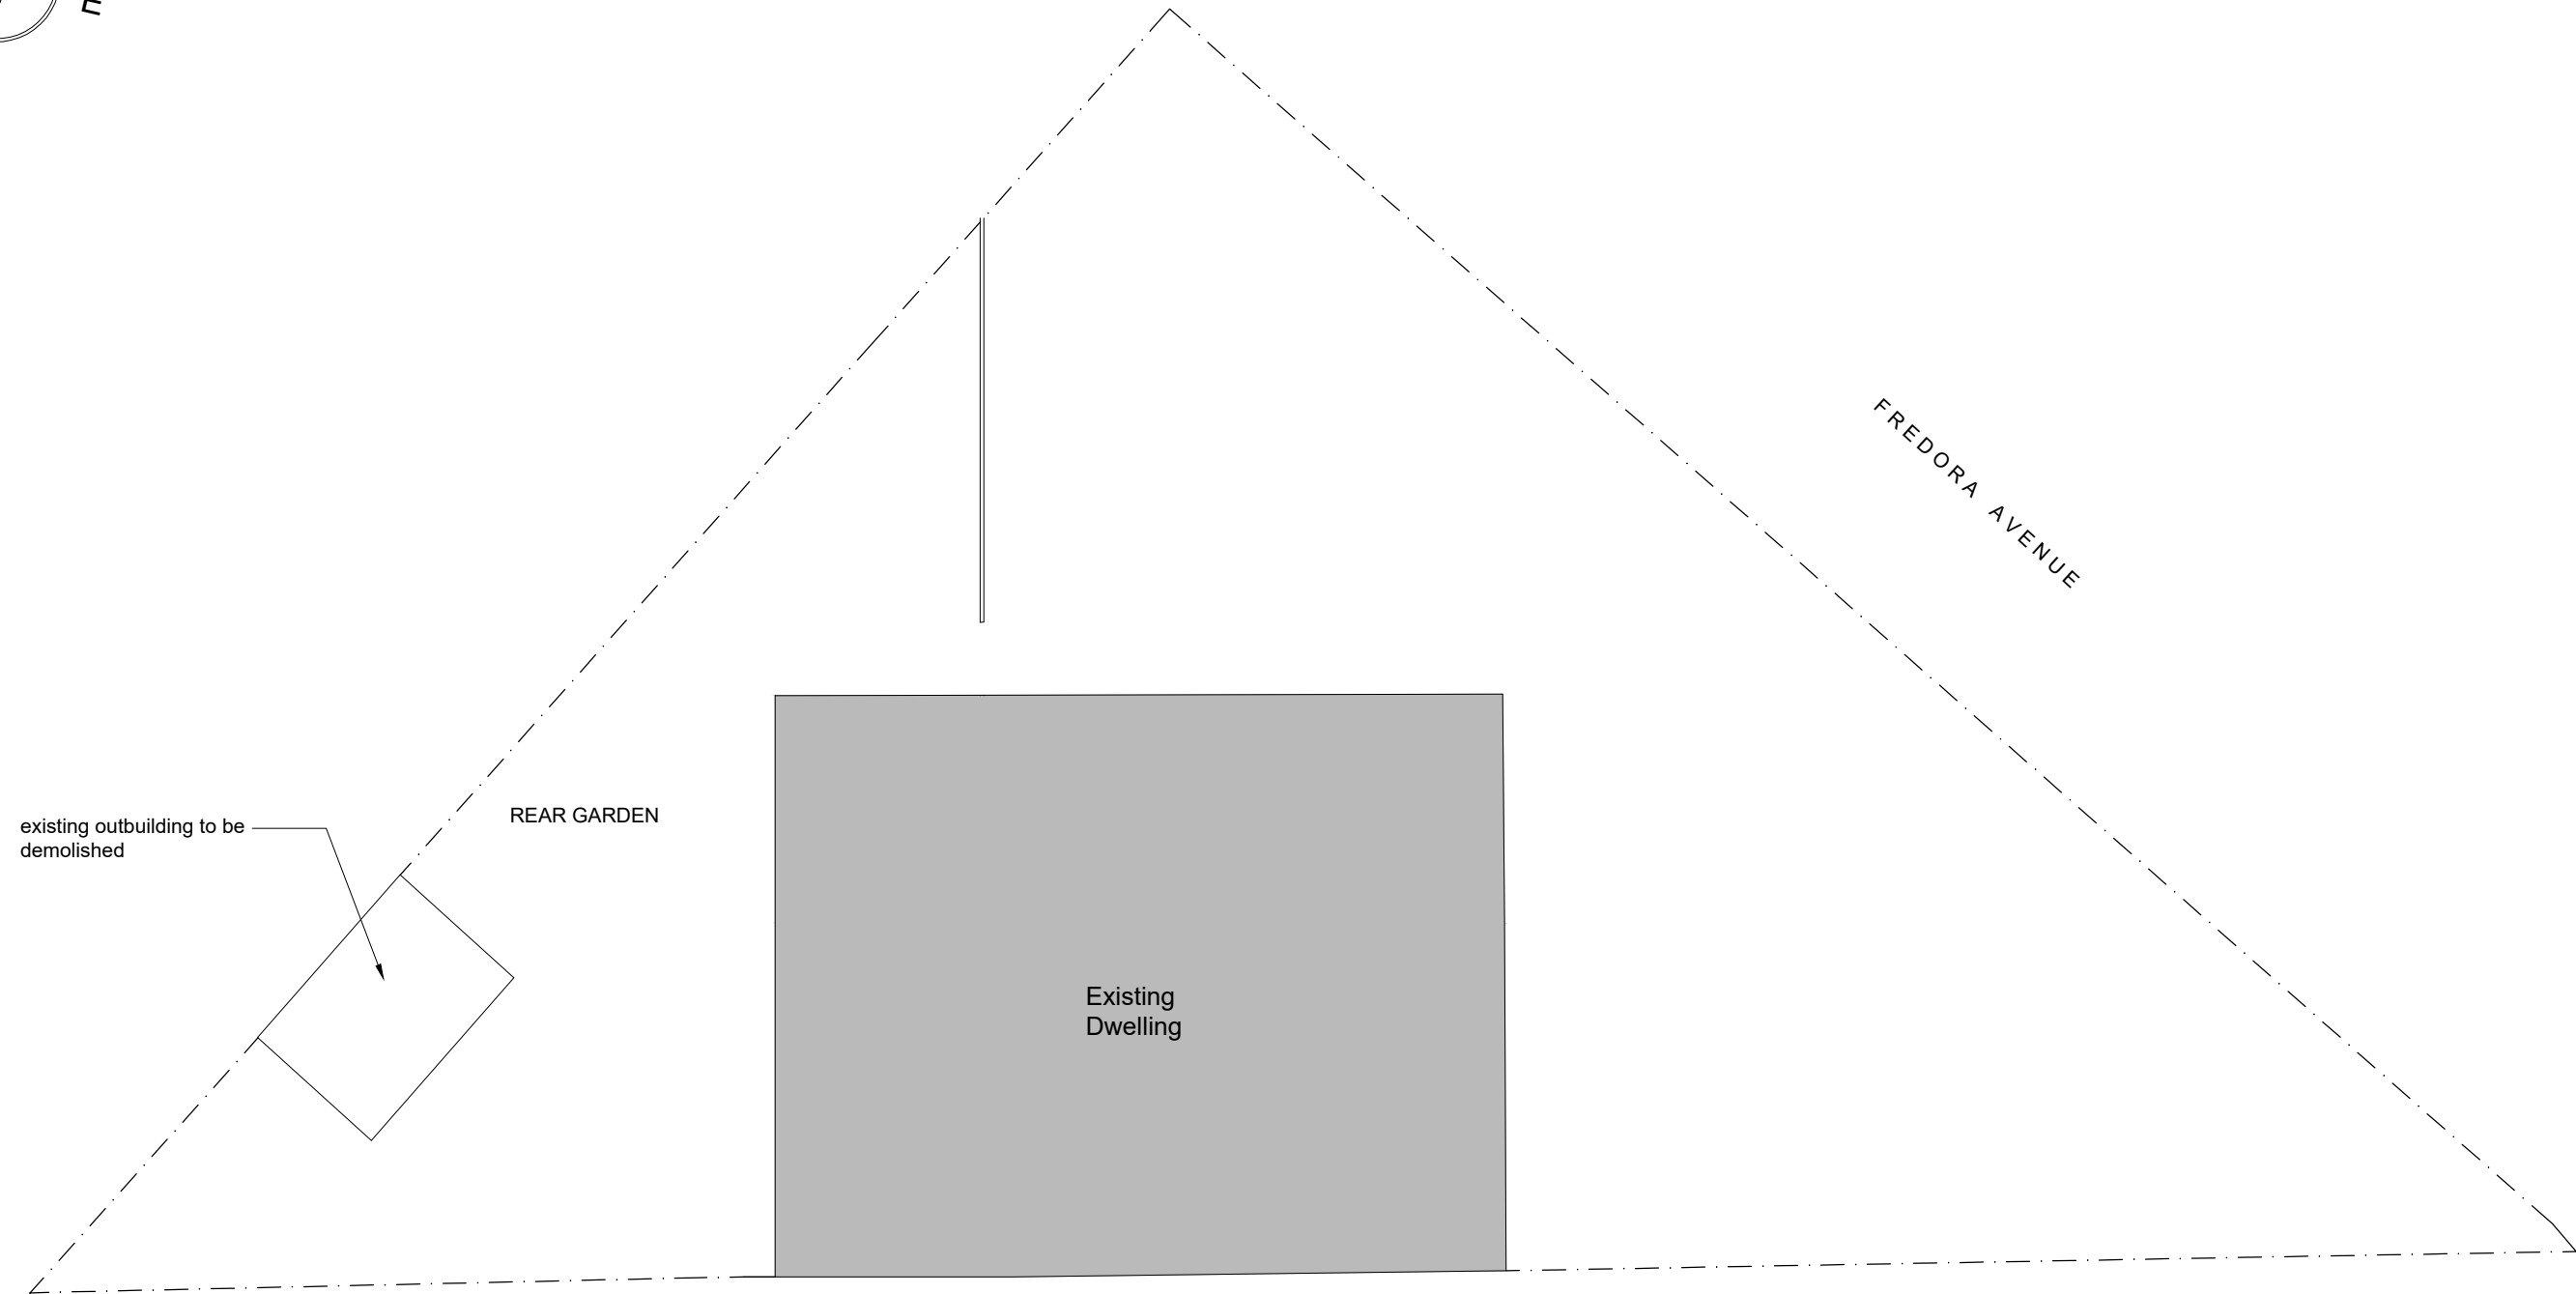 E
FREDORA AVENUE
REAR GARDEN
existing outbuilding to be
demolished
Existing
Dwelling